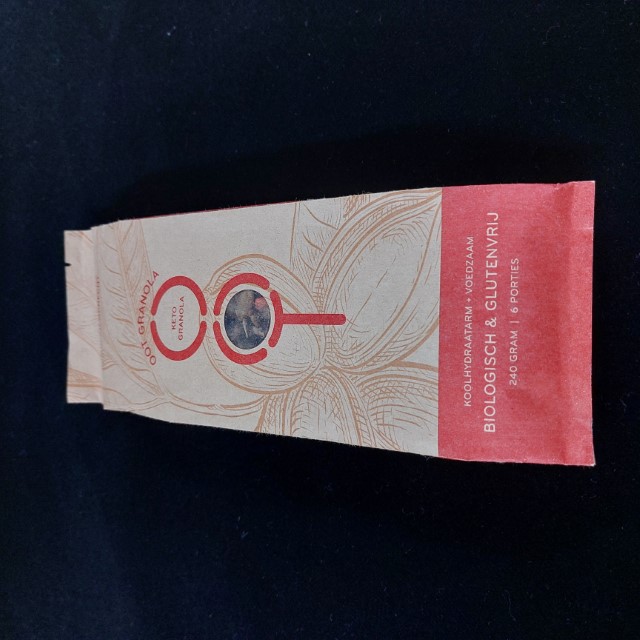 OOT GRANOLA
KETO
GRANOLA
KOOLHYDRAATARM + VOEDZAAM
BIOLOGISCH & GLUTENVRIJ
240 GRAM | 6 PORTIES